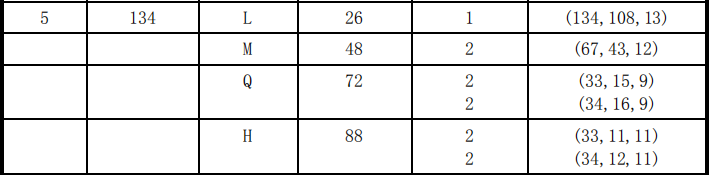 5 134 L 26 1 (134,108,13)
M 48 2 (67,43,12)
Q 72 2 (33,15,9)
2 (34,16,9)
H 88 2 (33,11,11)
2 (34,12,11)